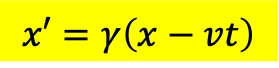 x′ = γ(x − vt)